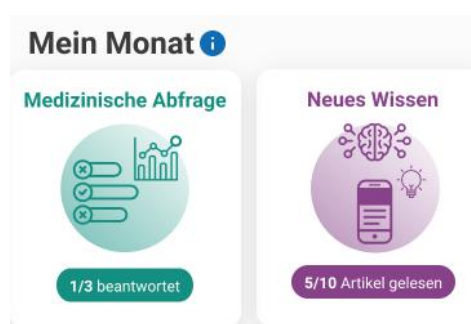 Mein Monat
Medizinische Abfrage
Neues Wissen
1/3 beantwortet
5/10 Artikel gelesen